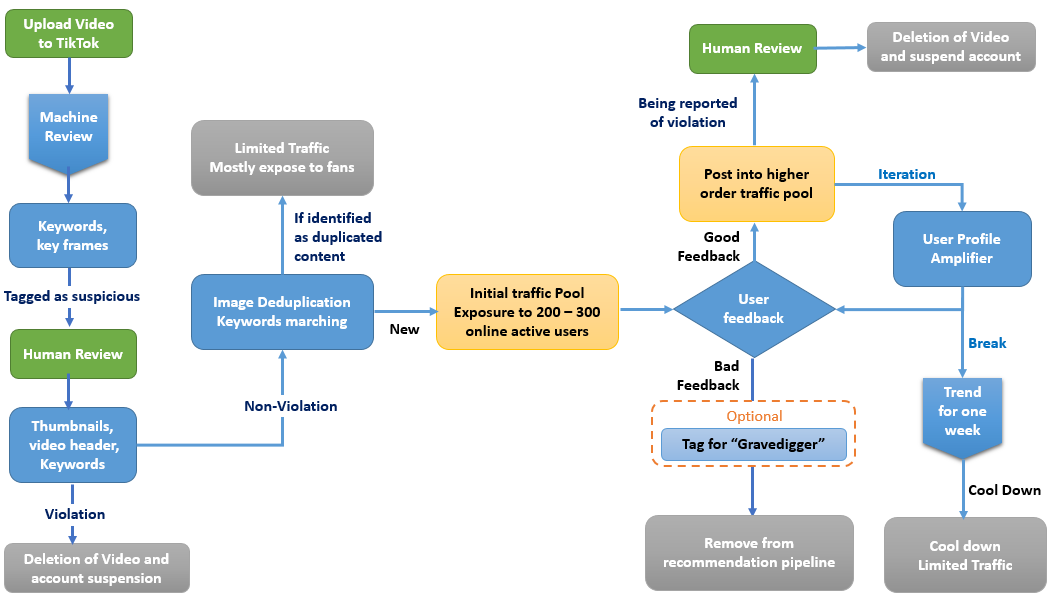 Upload Video
to TikTok
Machine
Review
Keywords,
key frames
Tagged as suspicious
Human Review
Thumbnails,
video header,
Keywords
Violation
Deletion of Video and
account suspension
Non-Violation
Limited Traffic
Mostly expose to fans
If identified
as duplicated
content
Image Deduplication
Keywords marching
New
Initial traffic Pool
Exposure to 200 – 300
online active users
User
feedback
Good
Feedback
Post into higher
order traffic pool
Being reported
of violation
Human Review
Deletion of Video
and suspend account
Iteration
User Profile
Amplifier
Break
Trend
for one
week
Cool Down
Cool down
Limited Traffic
Bad
Feedback
Optional
Tag for “Gravedigger”
Remove from
recommendation pipeline